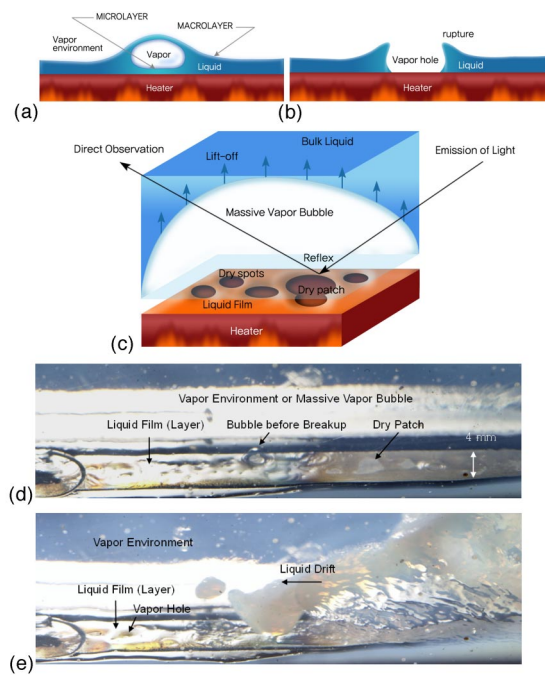 MICROLAYER
MACROLAYER
Vapor
environment
Vapor
Liquid
Heater
(a)
rupture
Vapor hole
Liquid
Heater
(b)
Direct Observation
Bulk Liquid
Emission of Light
Lift-off
Massive Vapor Bubble
Reflex
Dry spots
Dry patch
Liquid Film
Heater
(c)
Vapor Environment or Massive Vapor Bubble
Liquid Film (Layer)
Bubble before Breakup
Dry Patch
4 mm
(d)
Vapor Environment
Liquid Drift
Liquid Film (Layer)
Vapor Hole
(e)